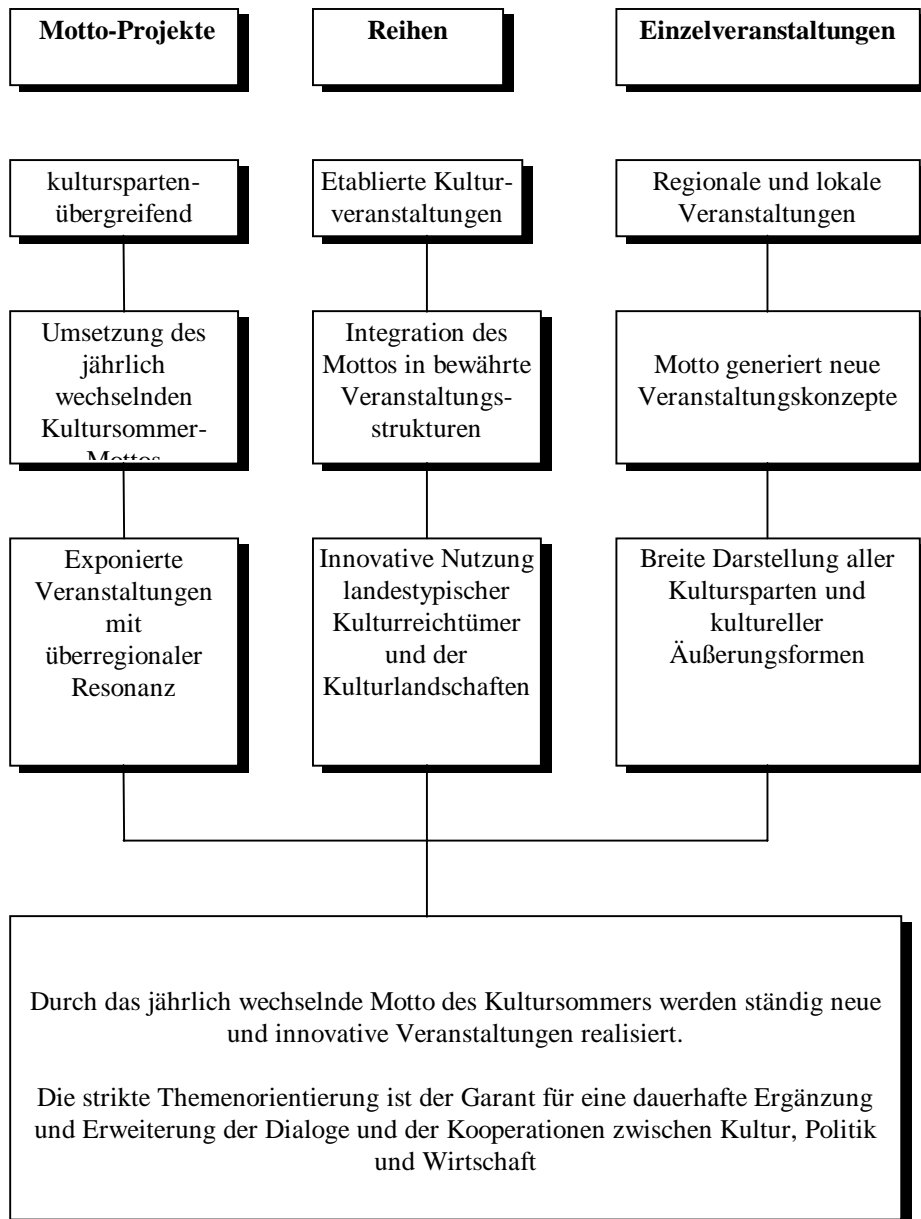 Motto-Projekte
Reihen
Einzelveranstaltungen
kultursparten-
übergreifend
Etablierte Kultur-
veranstaltungen
Regionale und lokale
Veranstaltungen
Umsetzung des
jährlich
wechselnden
Kultursommer-
Mottos
Integration des
Mottos in bewährte
Veranstaltungs-
strukturen
Motto generiert neue
Veranstaltungskonzepte
Exponierte
Veranstaltungen
mit
überregionaler
Resonanz
Innovative Nutzung
landestypischer
Kulturreichtümer
und der
Kulturlandschaften
Breite Darstellung aller
Kultursparten und
kultureller
Äußerungsformen
Durch das jährlich wechselnde Motto des Kultursommers werden ständig neue
und innovative Veranstaltungen realisiert.
Die strikte Themenorientierung ist der Garant für eine dauerhafte Ergänzung
und Erweiterung der Dialoge und der Kooperationen zwischen Kultur, Politik
und Wirtschaft